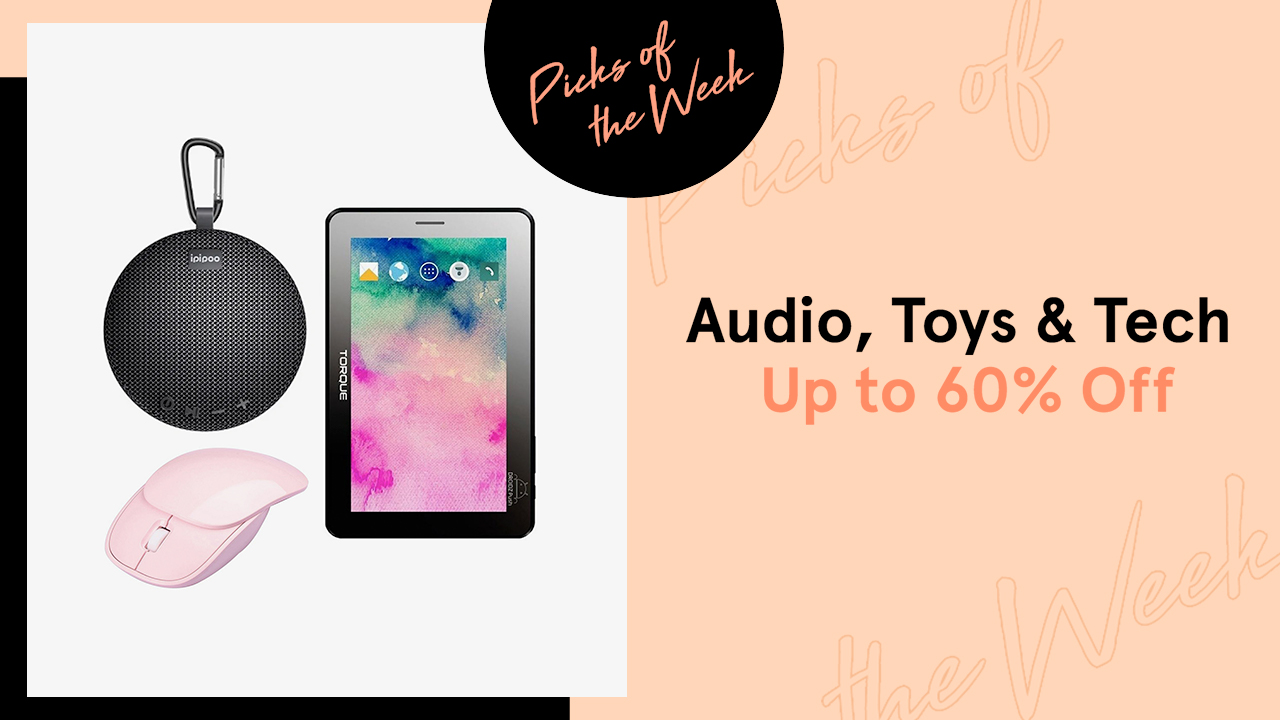 Picks of
the Week
Picks of
Audio, Toys & Tech
Up to 60% Off
the Week
ipipoo
TORQUE